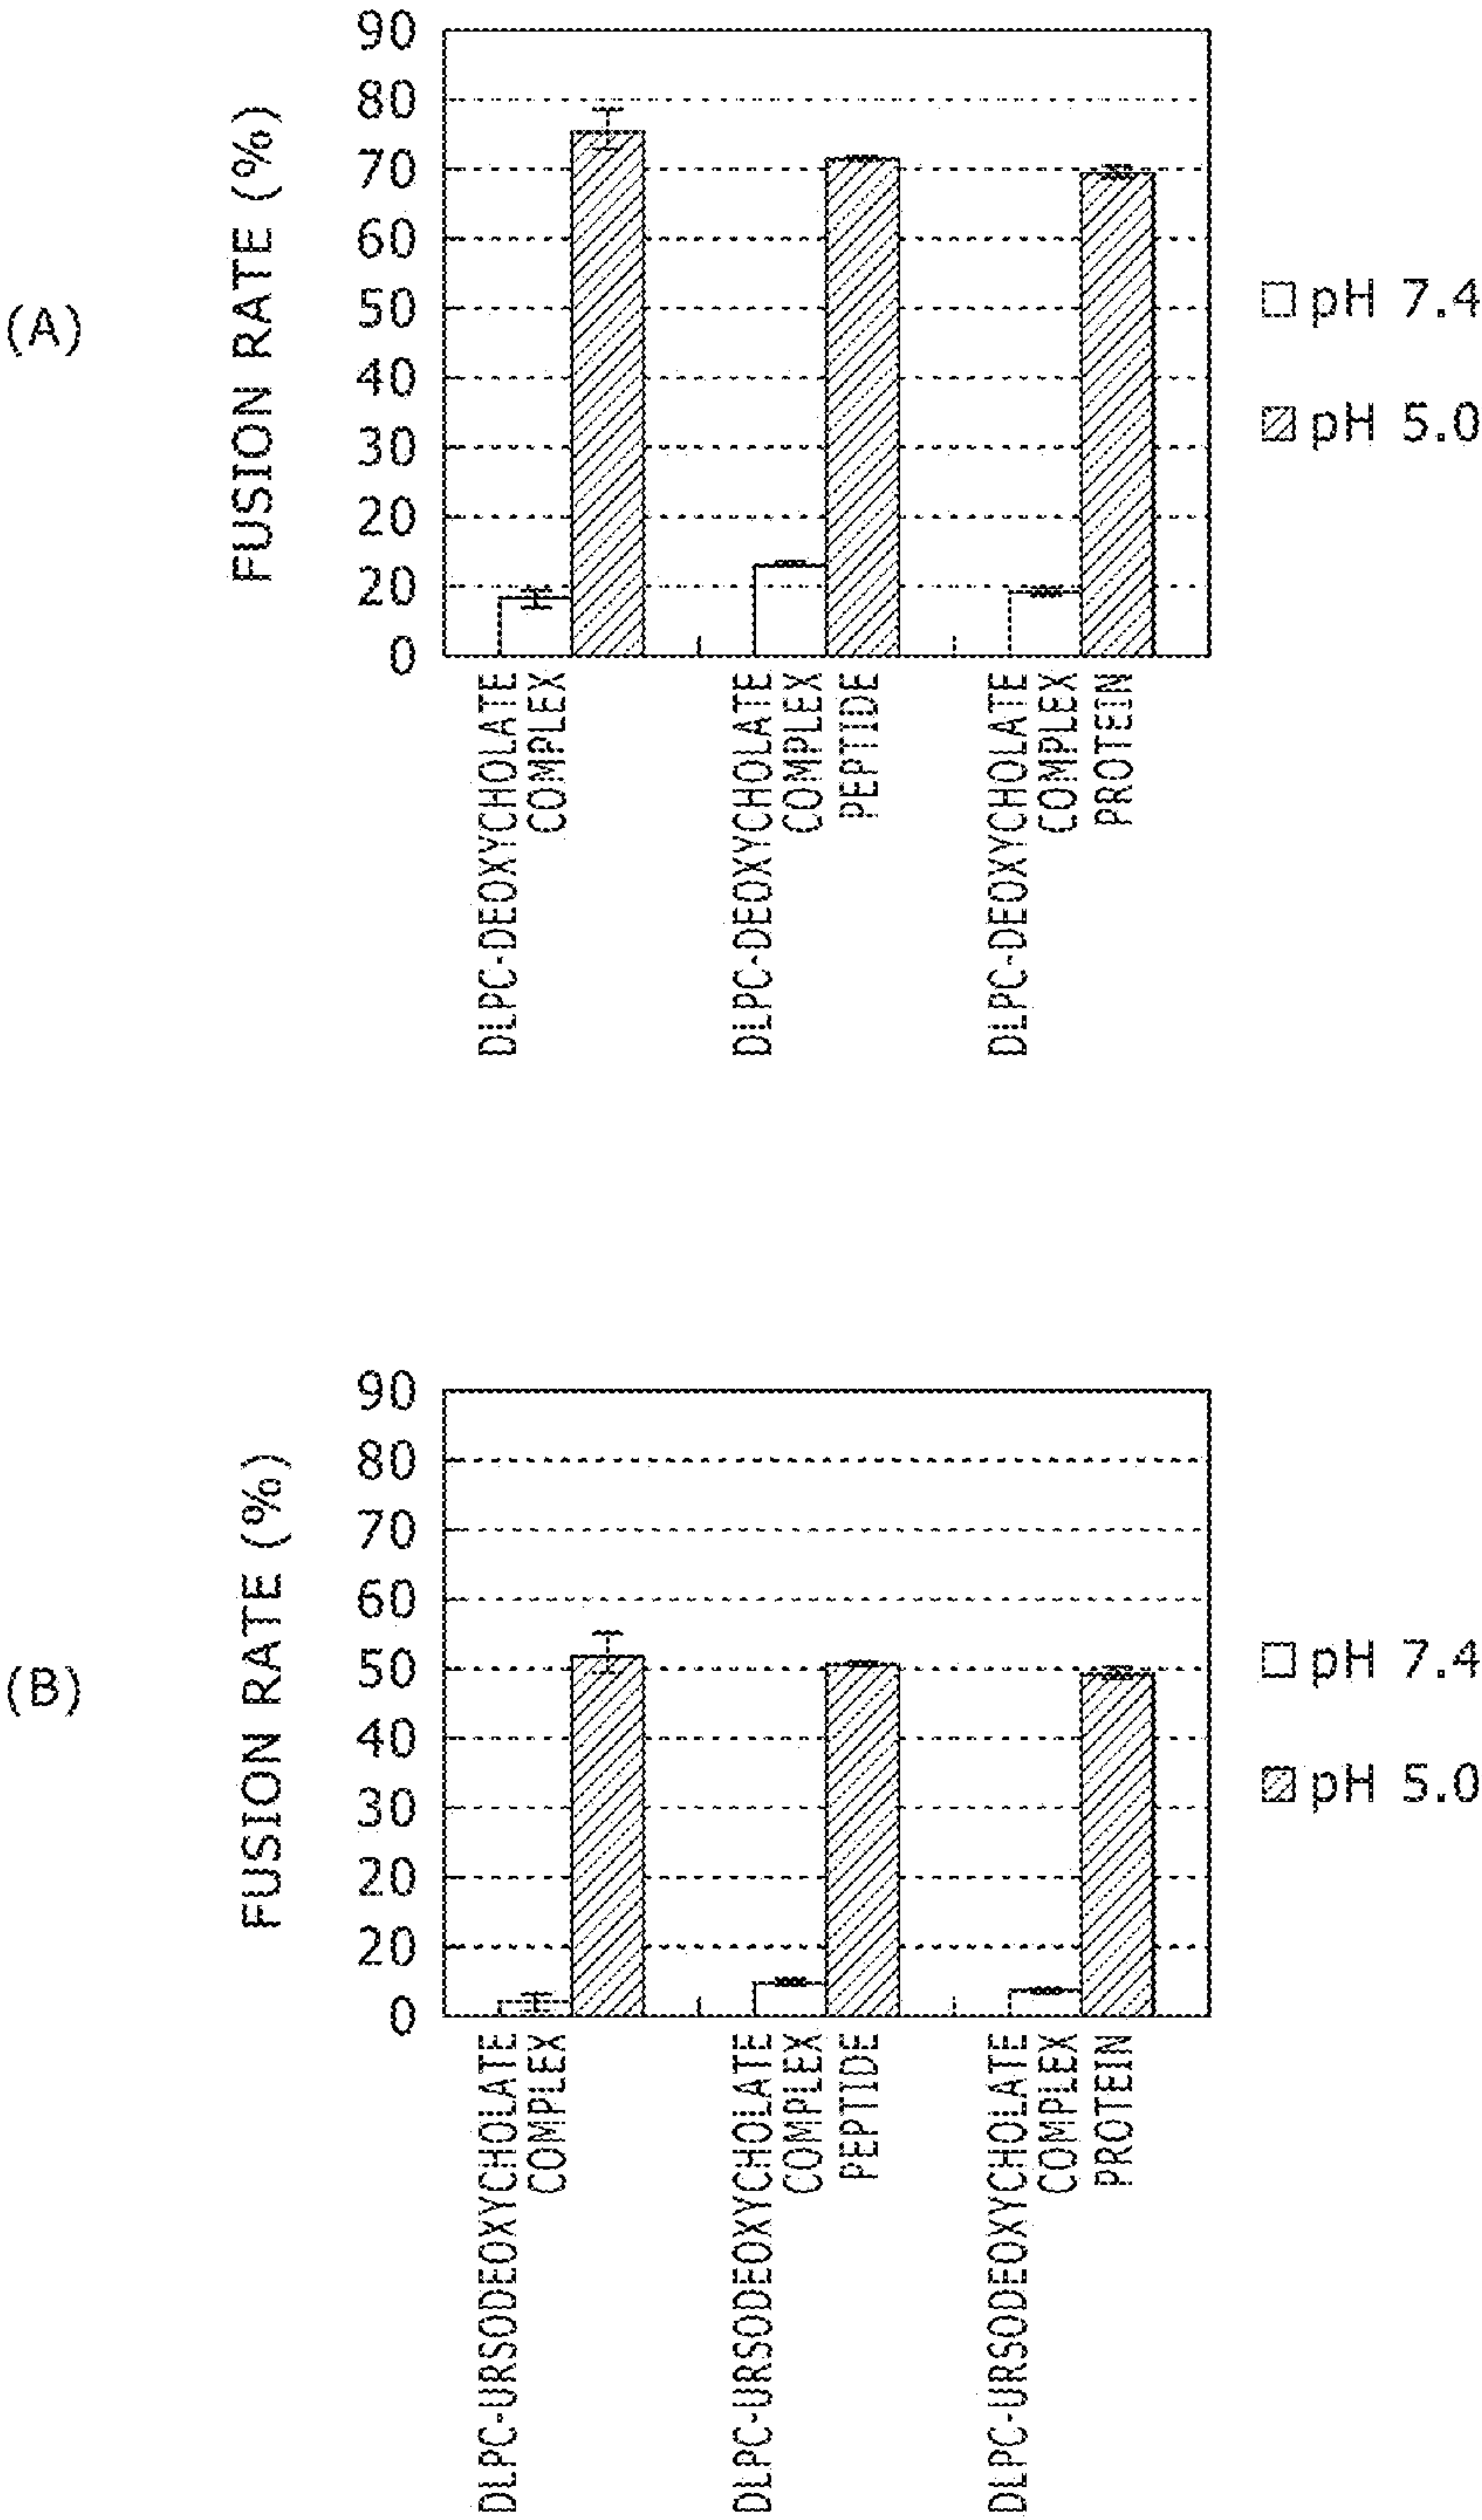 (A)
FUSION RATE (%)
90
80
70
60
50
40
30
20
20
0
DLPC-DEOXYCHOLATE
COMPLEX
DLPC-DEOXYCHOLATE
COMPLEX
PEPTIDE
DLPC-DEOXYCHOLATE
COMPLEX
PROTEIN
pH 7.4
pH 5.0
(B)
FUSION RATE (%)
90
80
70
60
50
40
30
20
20
0
DLPC-URSODEOXYCHOLATE
COMPLEX
DLPC-URSODEOXYCHOLATE
COMPLEX
PEPTIDE
DLPC-URSODEOXYCHOLATE
COMPLEX
PROTEIN
pH 7.4
pH 5.0